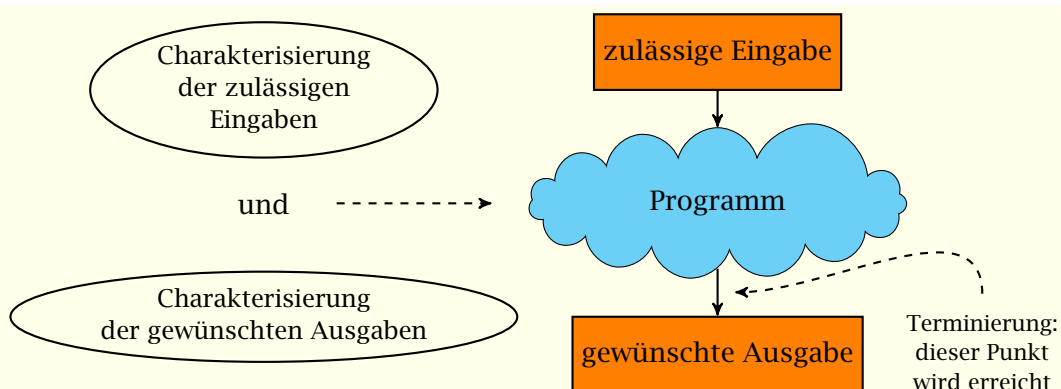 Charakterisierung
der zulässigen
Eingaben
zulässige Eingabe
und
Programm
Charakterisierung
der gewünschten Ausgaben
gewünschte Ausgabe
Terminierung:
dieser Punkt
wird erreicht